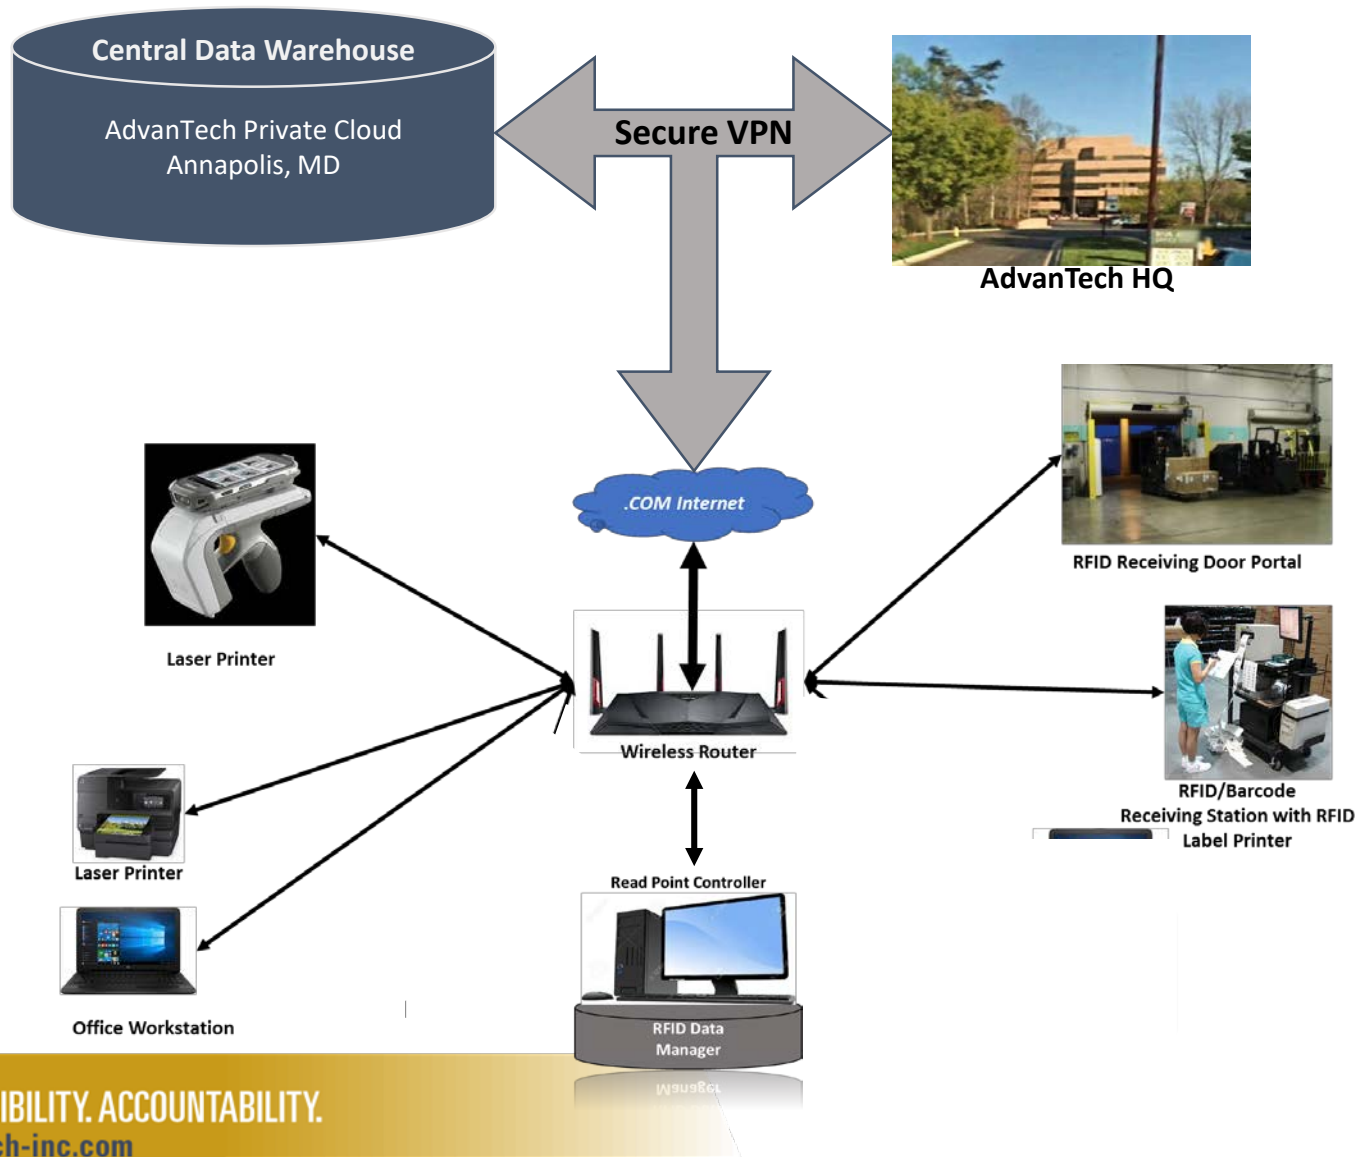 Central Data Warehouse
AdvanTech Private Cloud
Annapolis, MD
Secure VPN
AdvanTech HQ
.COM Internet
RFID Receiving Door Portal
Laser Printer
Wireless Router
RFID/Barcode
Receiving Station with RFID
Label Printer
Laser Printer
Read Point Controller
Office Workstation
RFID Data
Manager
IBILITY. ACCOUNTABILITY.
ch-inc.com